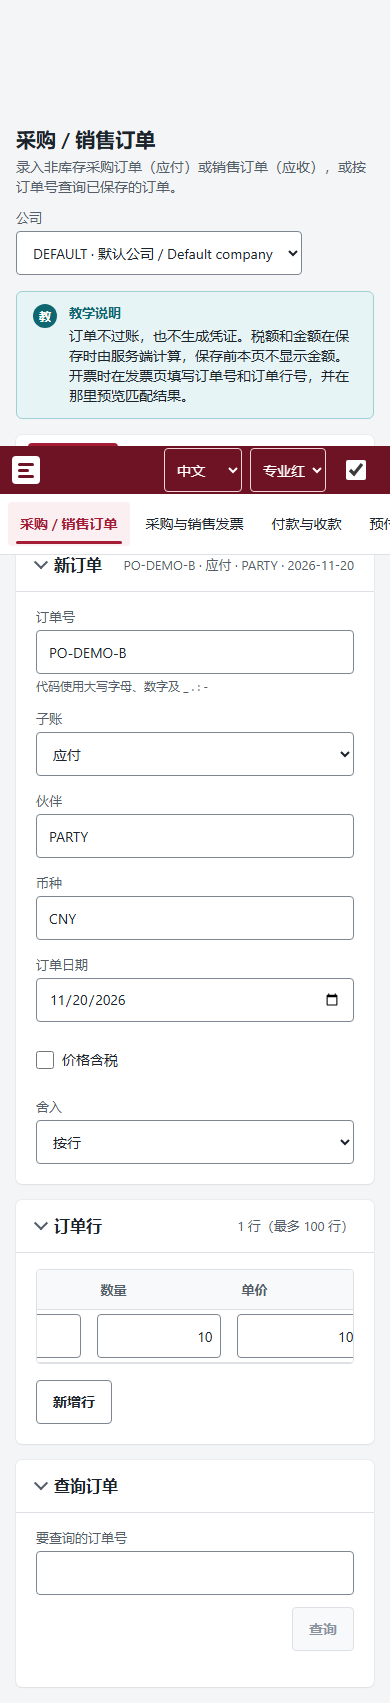 采购 / 销售订单
录入非库存采购订单（应付）或销售订单（应收），或按
订单号查询已保存的订单。
公司
DEFAULT · 默认公司 / Default company
教
教学说明
订单不过账，也不生成凭证。税额和金额在保
存时由服务端计算，保存前本页不显示金额。
开票时在发票页填写订单号和订单行号，并在
那里预览匹配结果。
中文
专业红
采购 / 销售订单
采购与销售发票
付款与收款
预付
新订单
PO-DEMO-B · 应付 · PARTY · 2026-11-20
订单号
PO-DEMO-B
代码使用大写字母、数字及 _ . : -
子账
应付
伙伴
PARTY
币种
CNY
订单日期
11/20/2026
价格含税
舍入
按行
订单行
1 行（最多 100 行）
数量
单价
10
10
新增行
查询订单
要查询的订单号
查询